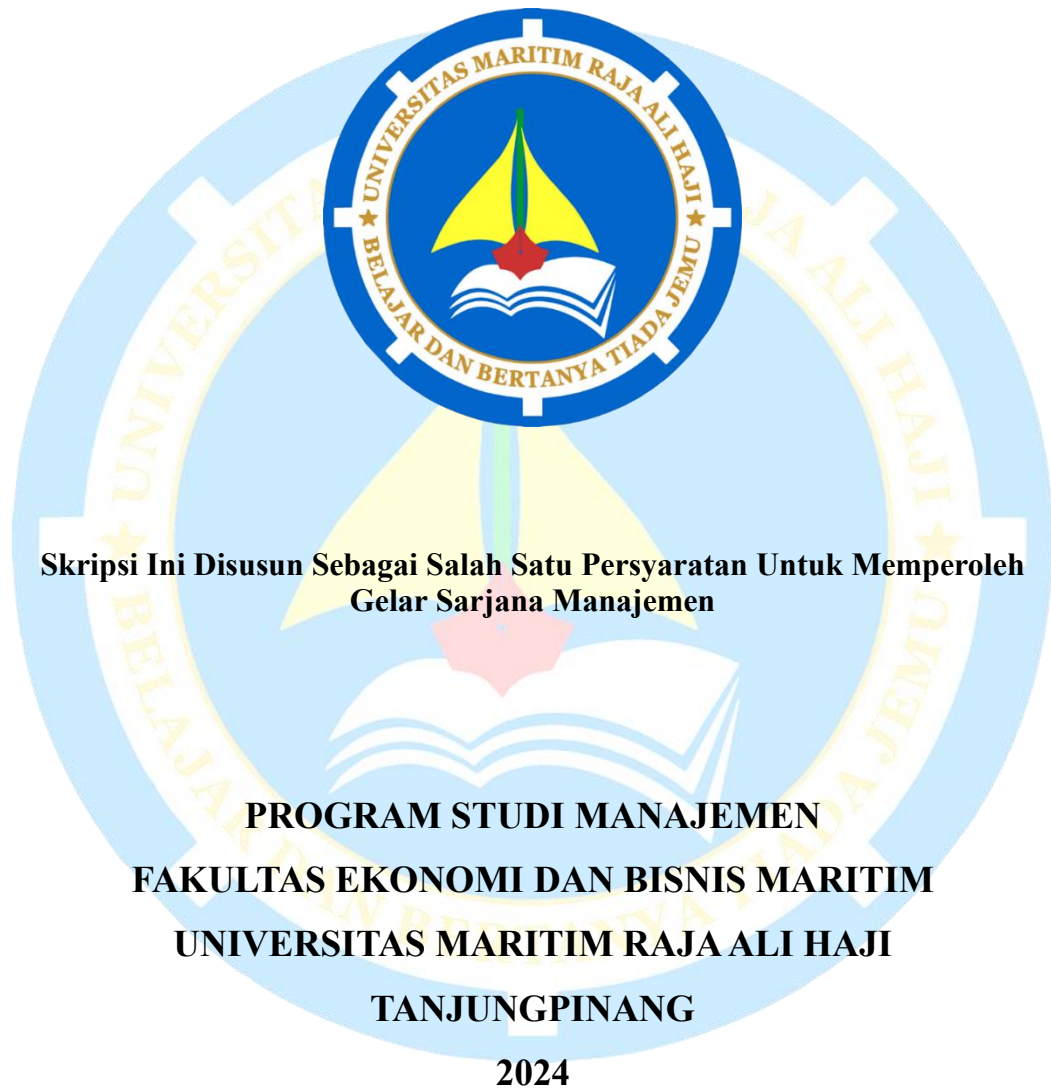 UNIVERSITAS MARITIM RAJA ALI HAJI
BELAJAR DAN BERTANYA TIADA JEMU
Skripsi Ini Disusun Sebagai Salah Satu Persyaratan Untuk Memperoleh
Gelar Sarjana Manajemen
PROGRAM STUDI MANAJEMEN
FAKULTAS EKONOMI DAN BISNIS MARITIM
UNIVERSITAS MARITIM RAJA ALI HAJI
TANJUNGPINANG
2024